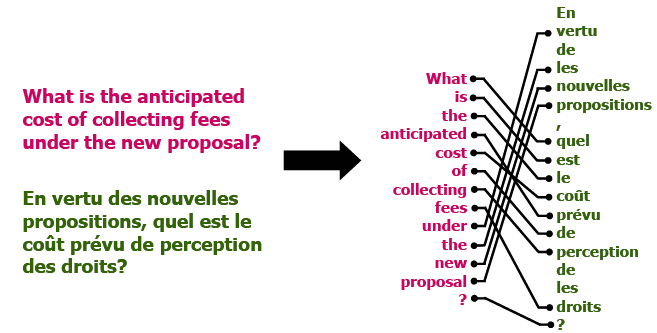 What is the anticipated
cost of collecting fees
under the new proposal?
En vertu des nouvelles
propositions, quel est le
coût prévu de perception
des droits?
What
is
the
anticipated
cost
of
collecting
fees
under
the
new
proposal
?
En
vertu
de
les
nouvelles
propositions
,
quel
est
le
coût
prévu
de
perception
de
les
droits
?